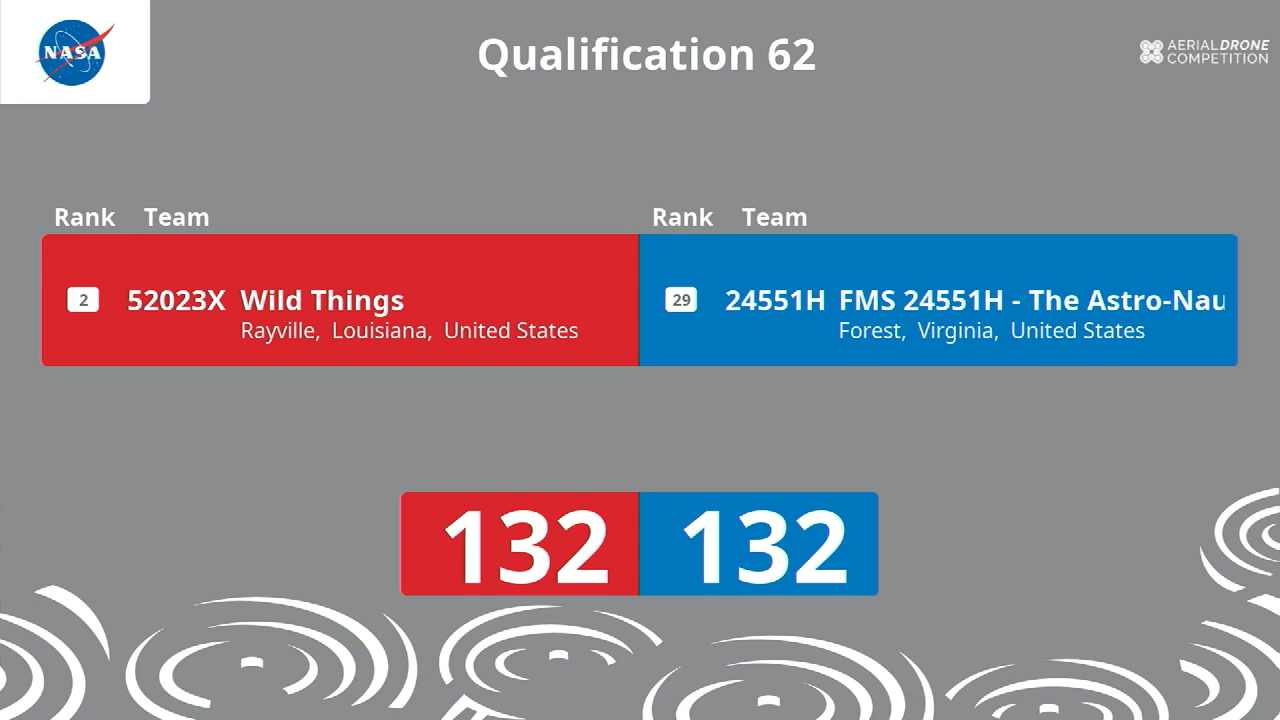 NASA
Qualification 62
AERIALDRONE
COMPETITION
Rank Team
2 52023X Wild Things
Rayville, Louisiana, United States
Rank Team
29 24551H FMS 24551H - The Astro-Nau
Forest, Virginia, United States
132 132